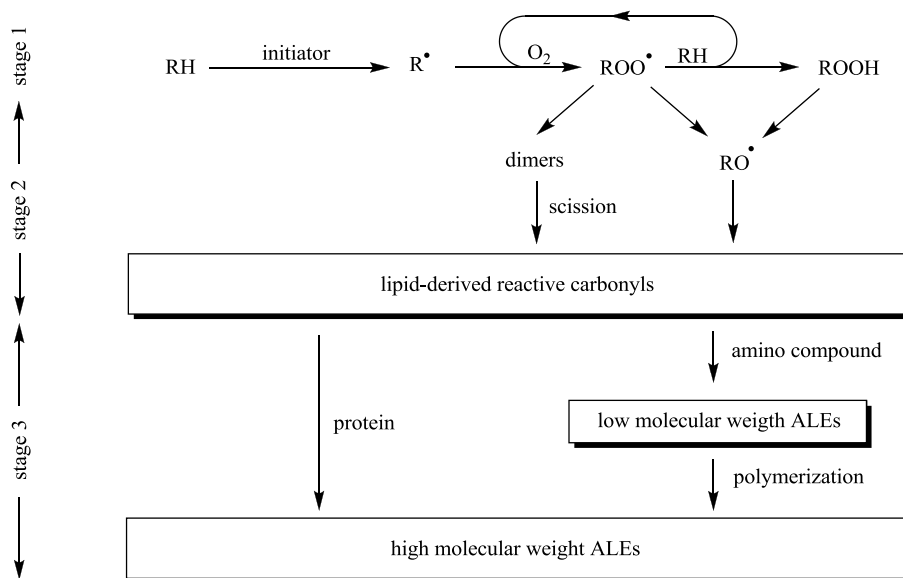 stage 1
RH
initiator
R•
O2
ROO•
RH
ROOH
dimers
RO•
stage 2
scission
lipid-derived reactive carbonyls
amino compound
stage 3
protein
low molecular weigth ALEs
polymerization
high molecular weight ALEs